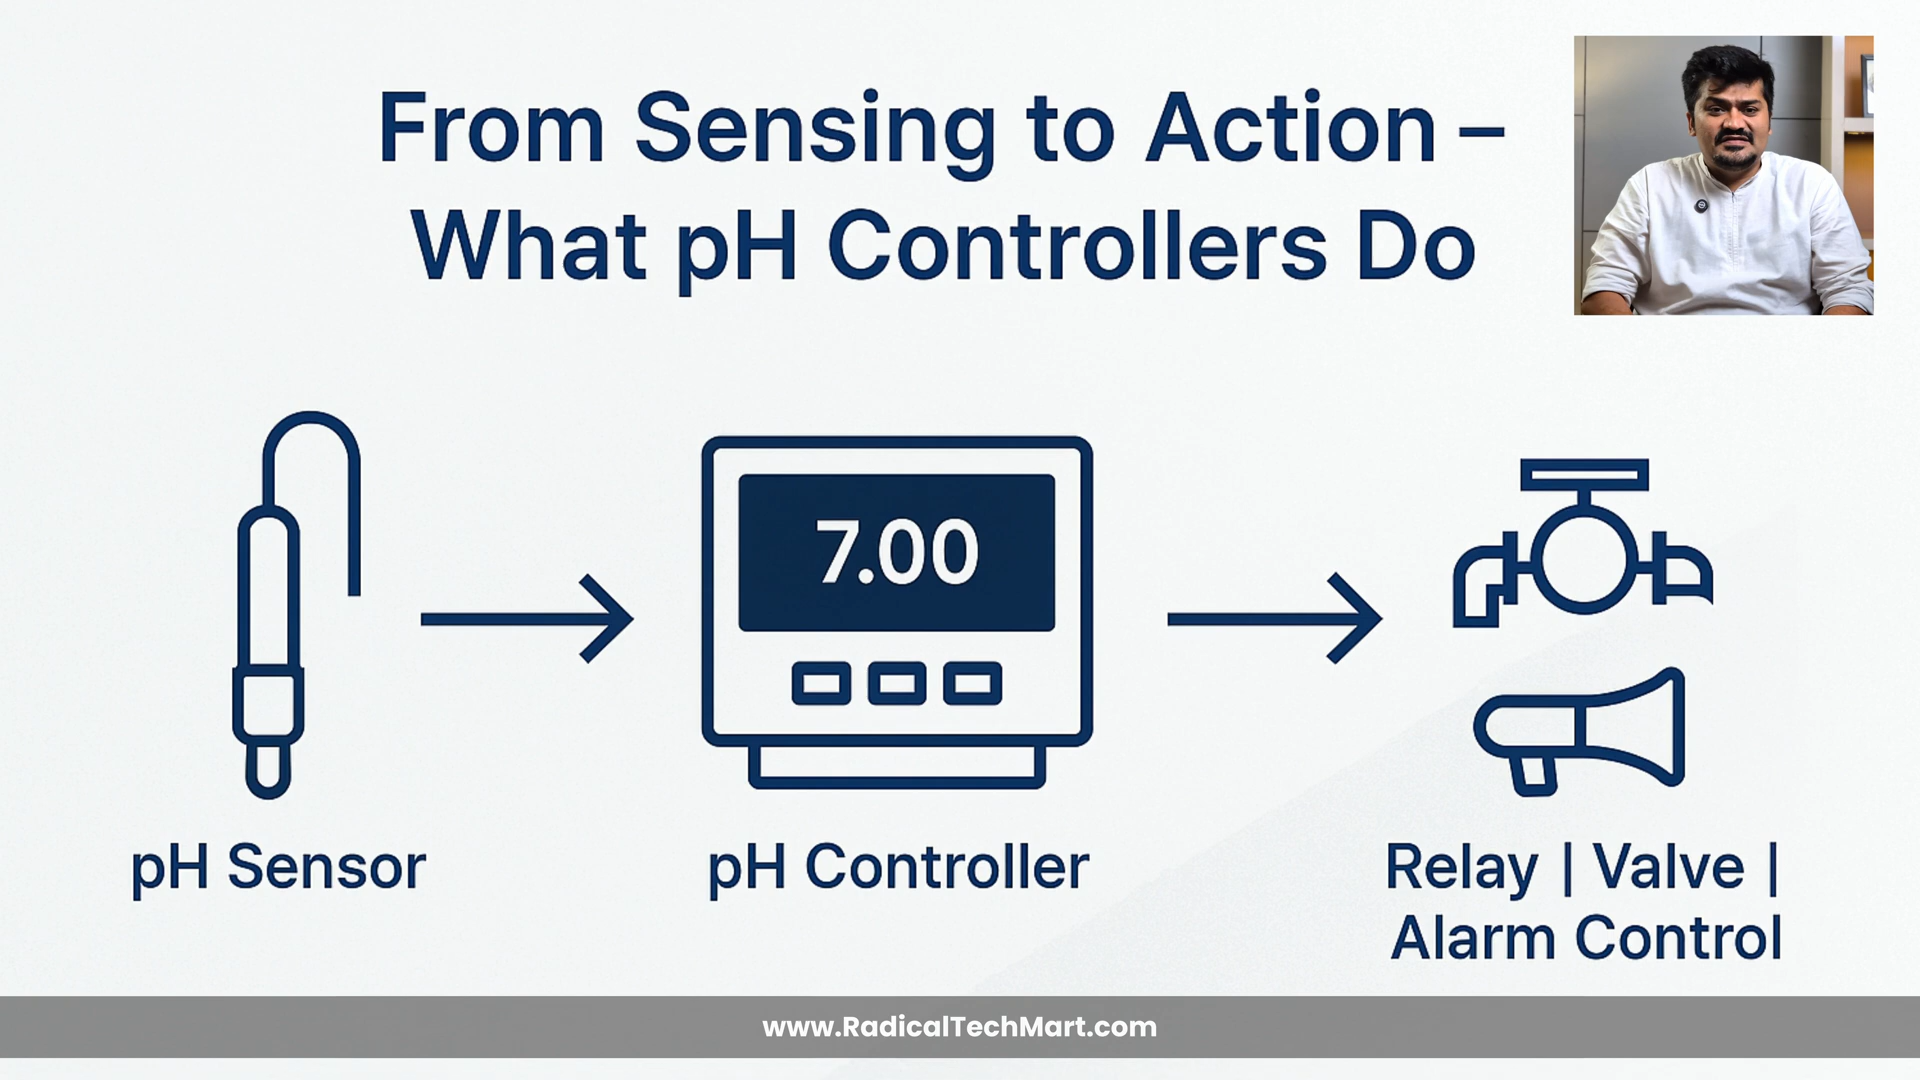 From Sensing to Action –
What pH Controllers Do
7.00
pH Sensor
pH Controller
Relay | Valve |
Alarm Control
www.RadicalTechMart.com